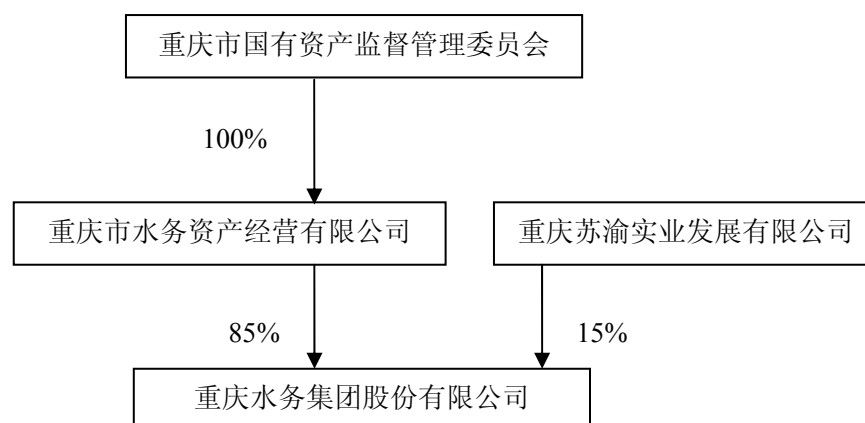 重庆市国有资产监督管理委员会
100%
重庆市水务资产经营有限公司
重庆苏渝实业发展有限公司
85%
15%
重庆水务集团股份有限公司